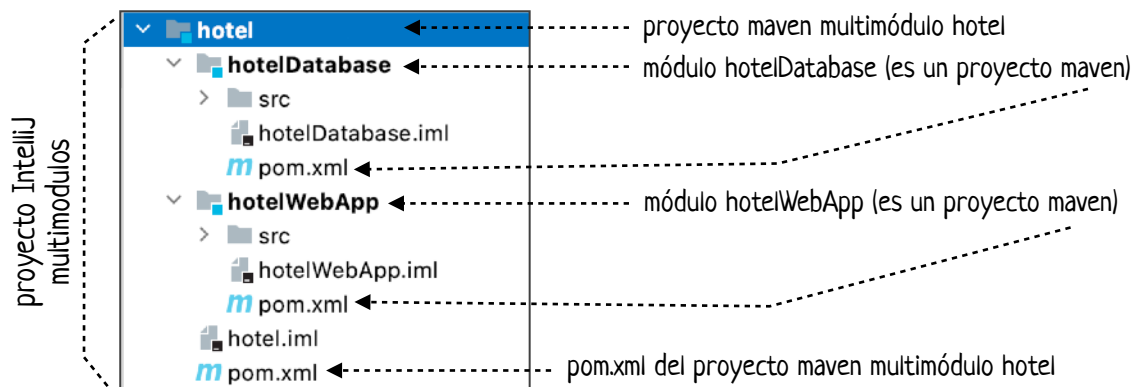 hotel
proyecto maven multimódulo hotel
hotelDatabase
módulo hotelDatabase (es un proyecto maven)
src
hotelDatabase.iml
m pom.xml
hotelWebApp
módulo hotelWebApp (es un proyecto maven)
src
hotelWebApp.iml
m pom.xml
hotel.iml
m pom.xml
pom.xml del proyecto maven multimódulo hotel
proyecto IntelliJ
multimodulos